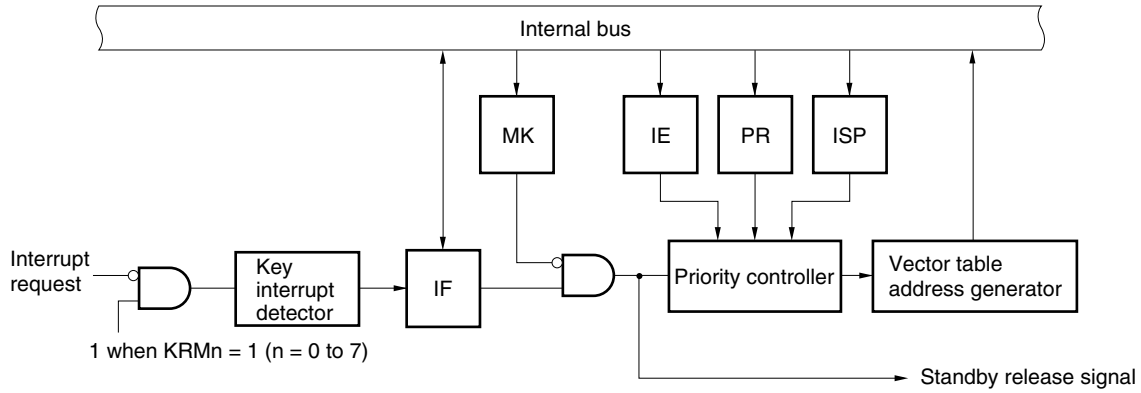 Internal bus
MK
IE
PR
ISP
Interrupt
request
Key
interrupt
detector
IF
Priority controller
Vector table
address generator
1 when KRMn = 1 (n = 0 to 7)
Standby release signal